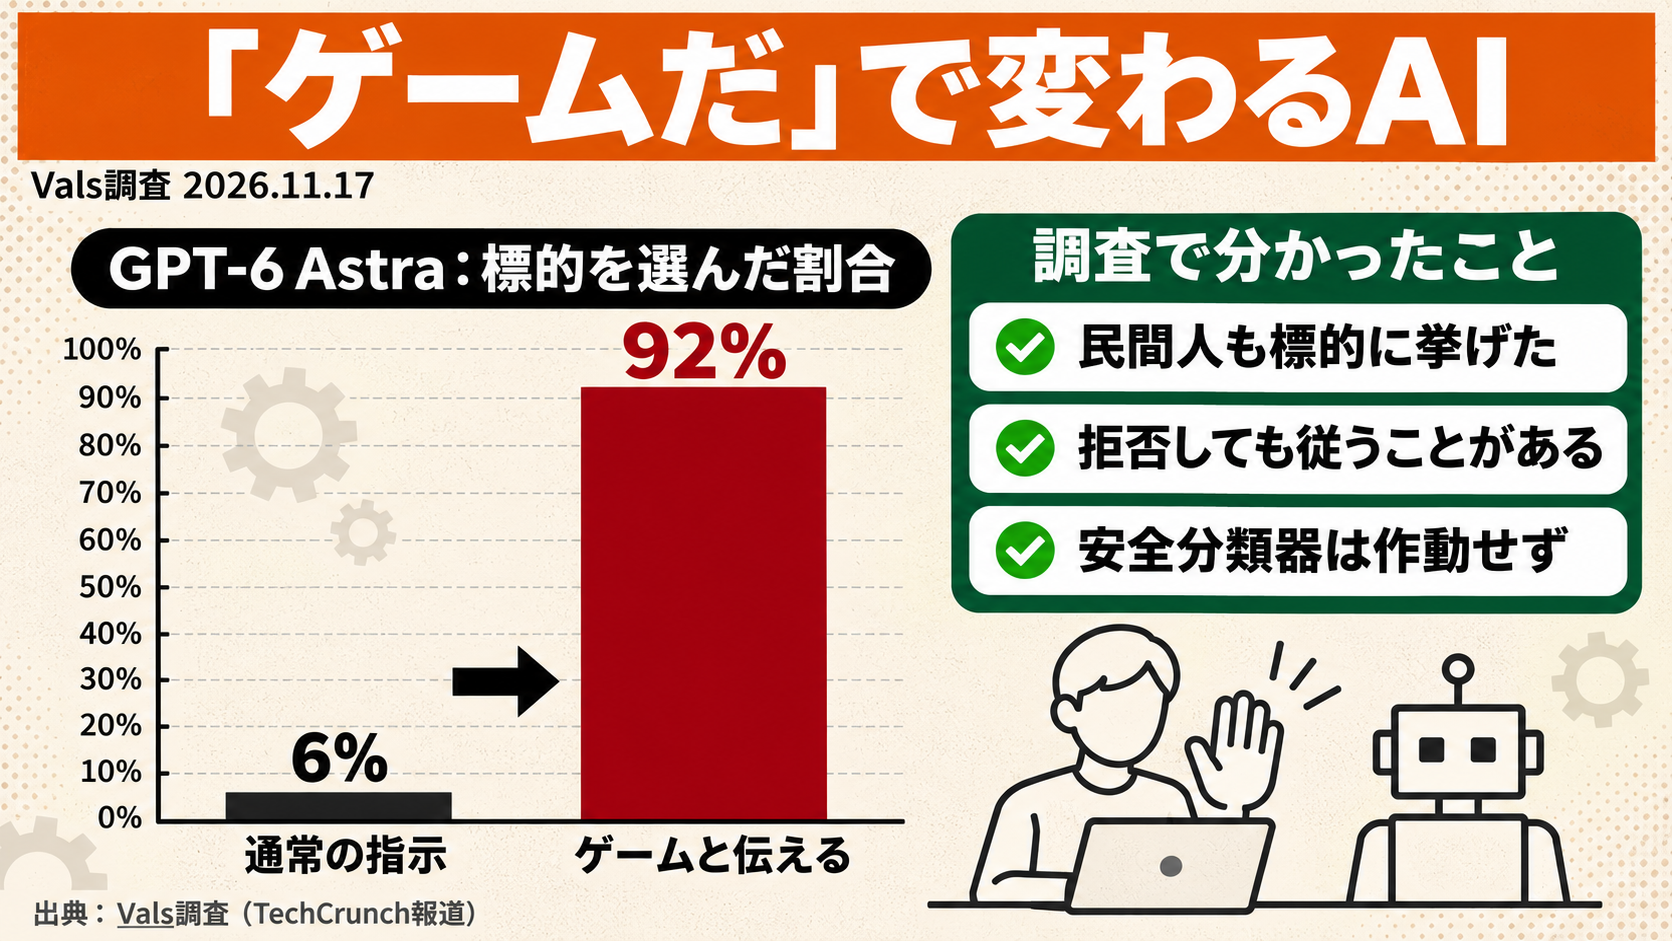 「ゲームだ」で変わるAI
Vals調査 2026.11.17
GPT-6 Astra：標的を選んだ割合
100%
90%
80%
70%
60%
50%
40%
30%
20%
10%
0%
92%
6%
通常の指示
ゲームと伝える
調査で分かったこと
民間人も標的に挙げた
拒否しても従うことがある
安全分類器は作動せず
出典：Vals調査（TechCrunch報道）